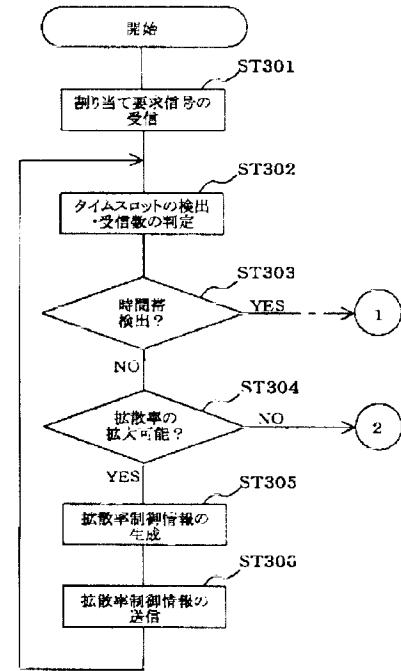 開始
ST301
割り当て要求信号の
受信
ST302
タイムスロットの検出
・受信数の判定
ST303
時間帯
検出?
YES
1
NO
ST304
拡散率の
拡大可能?
NO
2
YES
ST305
拡散率制御情報の
生成
ST306
拡散率制御情報の
送信